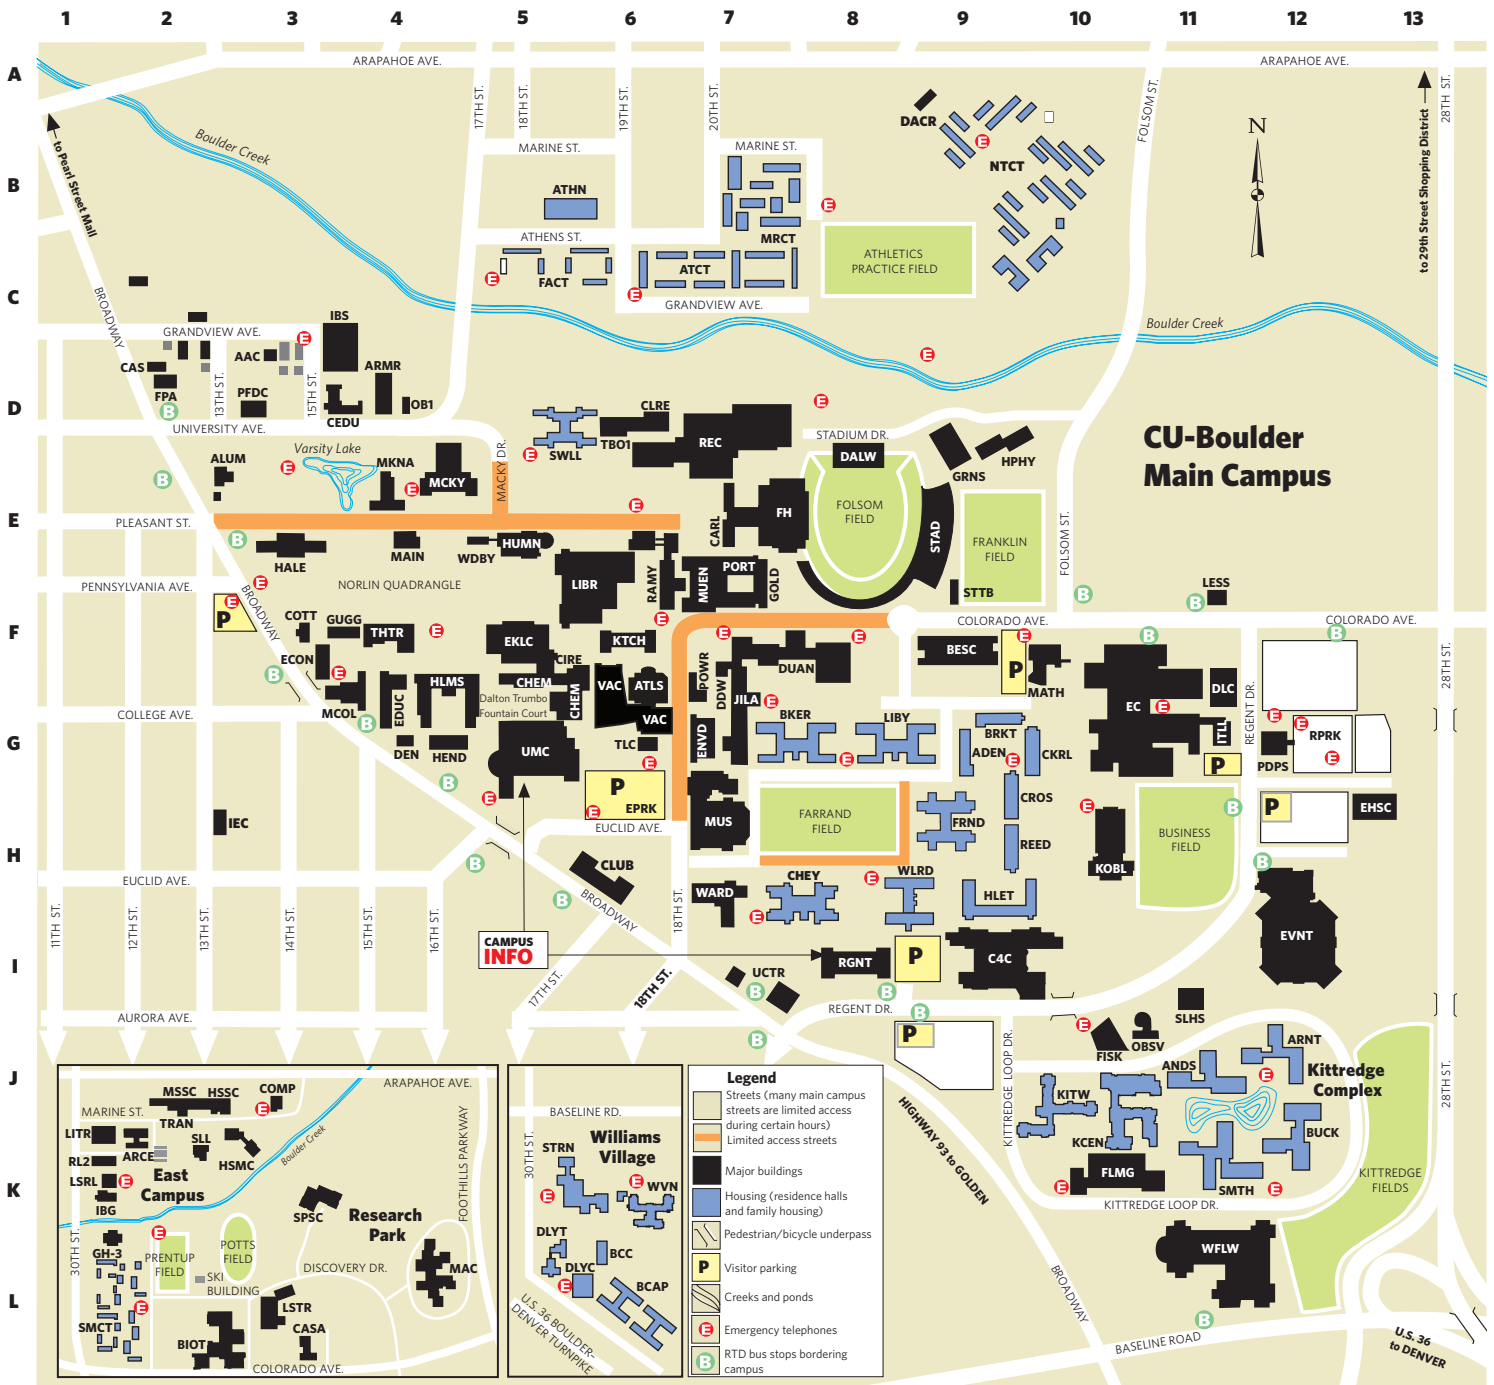 1 2 3 4 5 6 7 8 9 10 11 12 13
A
ARAPAHOE AVE.
ARAPAHOE AVE.
17TH ST.
18TH ST.
19TH ST.
20TH ST.
FOLSOM ST.
28TH ST.
to Pearl Street Mall
to 29th Street Shopping District
Boulder Creek
DACR
NTCT
N
MARINE ST.
MARINE ST.
B
ATHN
ATHENS ST.
MRCT
FACT
ATCT
ATHLETICS
PRACTICE FIELD
C
GRANDVIEW AVE.
Boulder Creek
BROADWAY
GRANDVIEW AVE.
IBS
AAC
CAS
FPA
PFDC
ARMR
OB1
CEDU
13TH ST.
15TH ST.
D
UNIVERSITY AVE.
CLRE
TBO1
REC
SWLL
STADIUM DR.
DALW
GRNS
HPHY
CU-Boulder
Main Campus
Varsity Lake
ALUM
MKNA
MCKY
MACKY DR.
E
PLEASANT ST.
FH
CARL
FOLSOM
FIELD
STAD
FRANKLIN
FIELD
FOLSOM ST.
HALE
MAIN
WDBY
HUMN
LIBR
RAMY
MUEN
PORT
GOLD
STTB
LESS
PENNSYLVANIA AVE.
NORLIN QUADRANGLE
BROADWAY
F
P
COTT
GUGG
THTR
EKLC
KTCH
COLORADO AVE.
COLORADO AVE.
BESC
P
MATH
ECON
CIRE
CHEM
CHEM
VAC
ATLS
VAC
POWR
DDW
JILA
DUAN
MCOL
EDUC
HLMS
Dalton Trumbo
Fountain Court
EC
DLC
ITLL
REGENT DR.
28TH ST.
G
COLLEGE AVE.
DEN
HEND
UMC
TLC
ENVD
BKER
LIBY
BRKT
ADEN
CKRL
P
PDPS
RPRK
P
EPRK
IEC
MUS
FARRAND
FIELD
FRND
CROS
REED
KOBL
BUSINESS
FIELD
P
EHSC
EUCLID AVE.
H
EUCLID AVE.
CLUB
BROADWAY
18TH ST.
WARD
CHEY
WLRD
HLET
EVNT
11TH ST.
12TH ST.
13TH ST.
14TH ST.
15TH ST.
16TH ST.
CAMPUS
INFO
I
17TH ST.
18TH ST.
UCTR
RGNT
P
C4C
AURORA AVE.
REGENT DR.
P
SLHS
FISK
OBSV
KITTREDGE LOOP DR.
ANDS
ARNT
Kittredge
Complex
J
KITW
KCEN
BUCK
FLMG
SMTH
KITTREDGE
FIELDS
28TH ST.
KITTREDGE LOOP DR.
HIGHWAY 93 to GOLDEN
WFLW
BROADWAY
BASELINE ROAD
U.S. 36
to DENVER
ARAPAHOE AVE.
MSSC
HSSC
COMP
MARINE ST.
TRAN
LITR
ARCE
SLL
HSMC
Boulder Creek
RL2
LSRL
East
Campus
IBG
K
SPSC
Research
Park
FOOTHILLS PARKWAY
30TH ST.
GH-3
PRENTUP
FIELD
POTTS
FIELD
SKI
BUILDING
DISCOVERY DR.
MAC
L
SMCT
BIOT
LSTR
CASA
COLORADO AVE.
BASELINE RD.
30TH ST.
STRN
Williams
Village
WVN
DLYT
BCC
DLYC
BCAP
U.S. 36 BOULDER-
DENVER TURNPIKE
Legend
Streets (many main campus
streets are limited access
during certain hours)
Limited access streets
Major buildings
Housing (residence halls
and family housing)
Pedestrian/bicycle underpass
P Visitor parking
Creeks and ponds
E Emergency telephones
B RTD bus stops bordering
campus